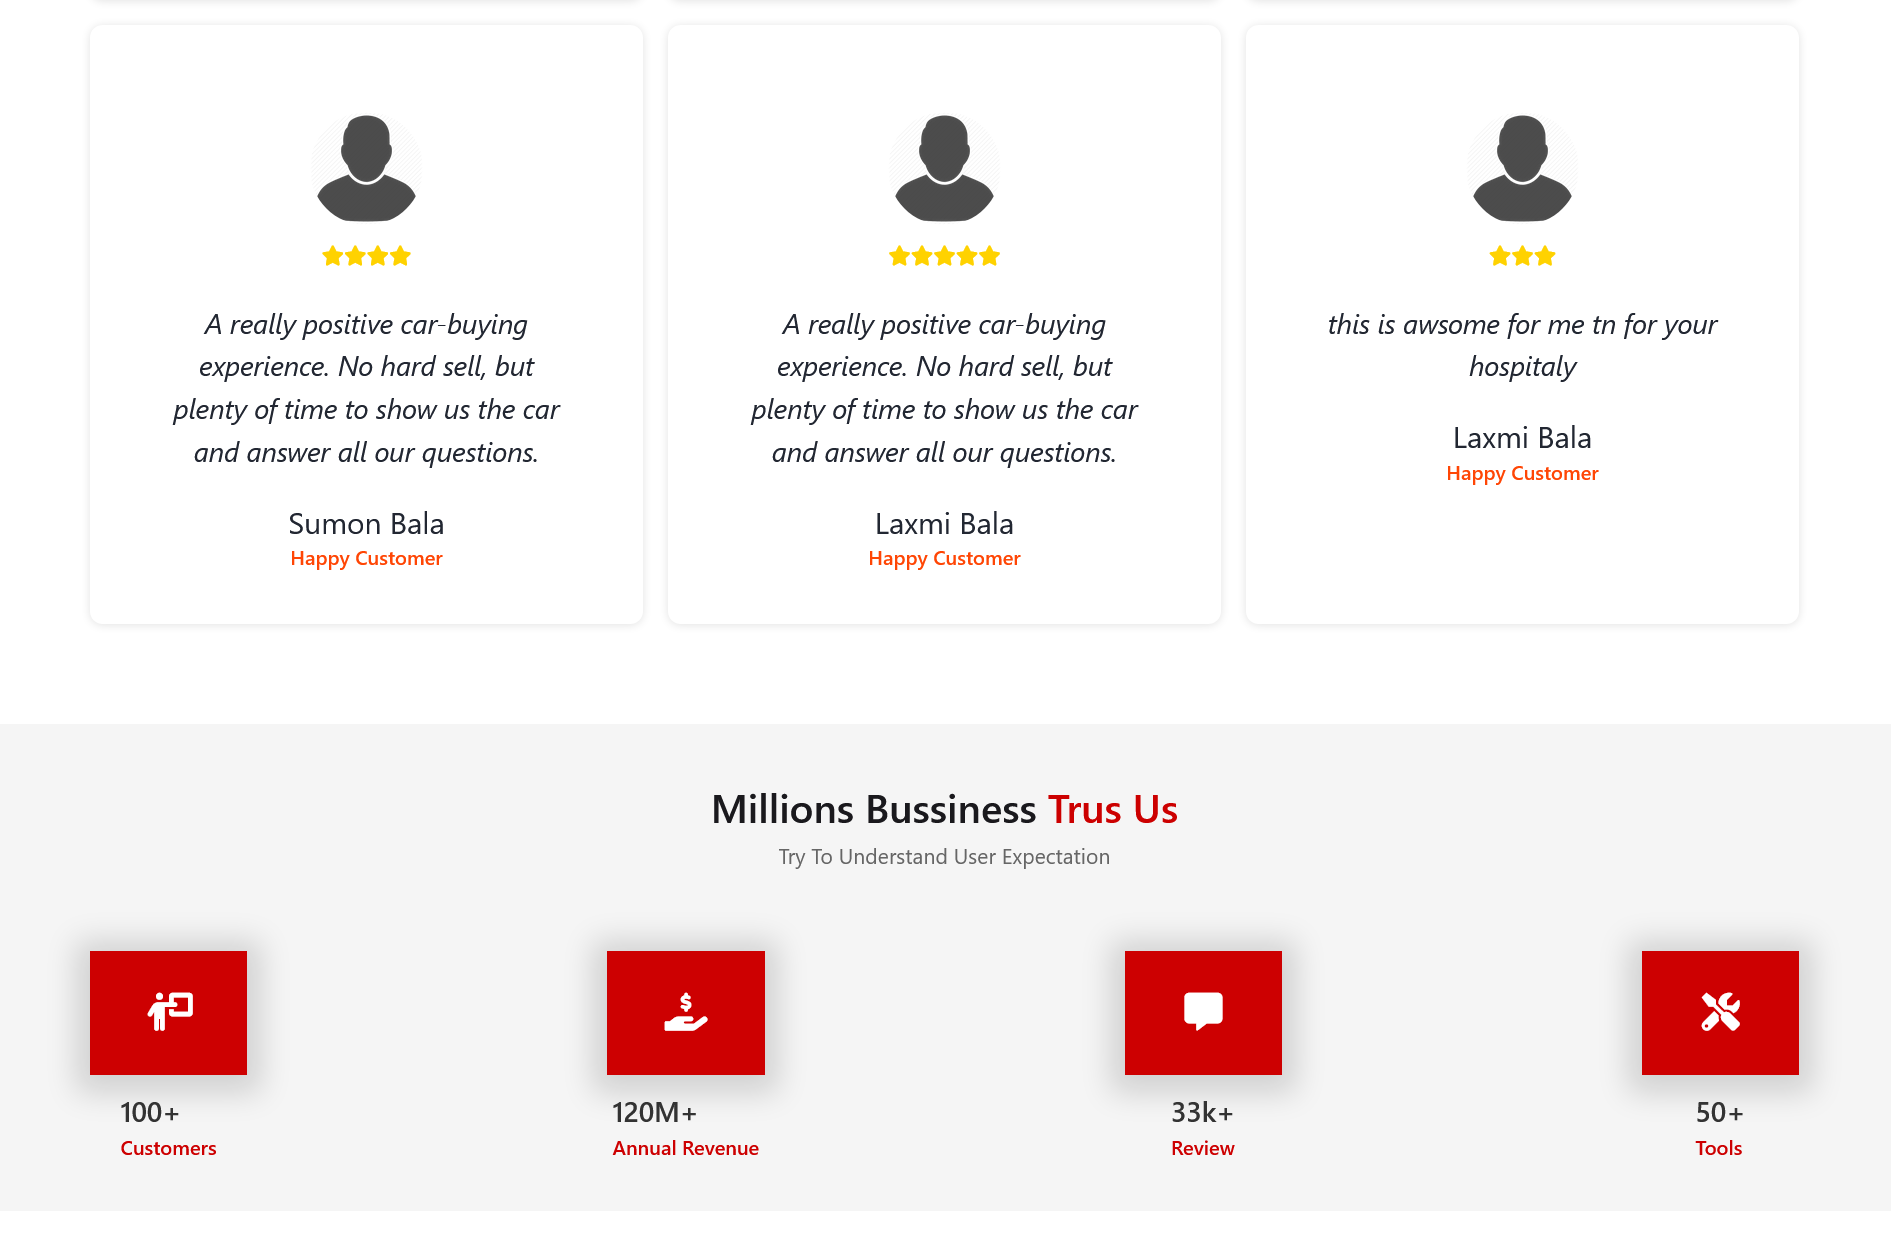 A really positive car-buying
experience. No hard sell, but
plenty of time to show us the car
and answer all our questions.
Sumon Bala
Happy Customer
A really positive car-buying
experience. No hard sell, but
plenty of time to show us the car
and answer all our questions.
Laxmi Bala
Happy Customer
this is awsome for me tn for your
hospitaly
Laxmi Bala
Happy Customer
Millions Bussiness Trus Us
Try To Understand User Expectation
100+
Customers
120M+
Annual Revenue
33k+
Review
50+
Tools